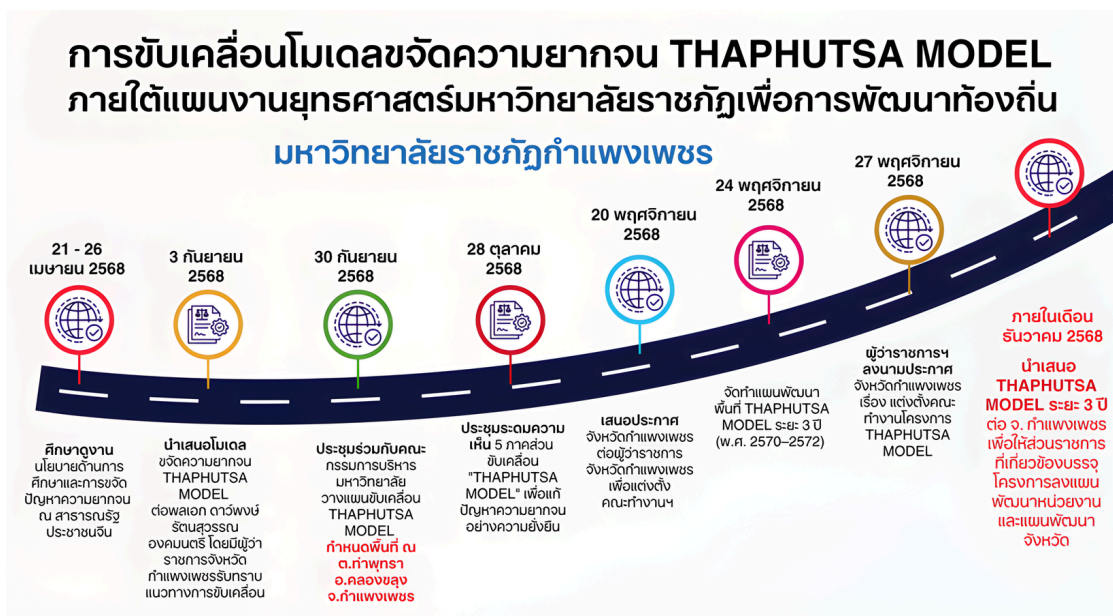 การขับเคลื่อนโมเดลขจัดความยากจน THAPHUTSA MODEL
ภายใต้แผนงานยุทธศาสตร์มหาวิทยาลัยราชภัฏเพื่อการพัฒนาท้องถิ่น
มหาวิทยาลัยราชภัฏกำแพงเพชร
21 - 26
เมษายน 2568
ศึกษาดูงาน
นโยบายด้านการ
ศึกษาและการขจัด
ปัญหาความยากจน
ณ สาธารณรัฐ
ประชาชนจีน
3 กันยายน
2568
นำเสนอโมเดล
ขจัดความยากจน
THAPHUTSA
MODEL
ต่อพลเอก ดาว์พงษ์
รัตนสุวรรณ
องคมนตรี โดยมีผู้ว่า
ราชการจังหวัด
กำแพงเพชรรับทราบ
แนวทางการขับเคลื่อน
30 กันยายน
2568
ประชุมร่วมกับคณะ
กรรมการบริหาร
มหาวิทยาลัย
วางแผนขับเคลื่อน
THAPHUTSA
MODEL
กำหนดพื้นที่ ณ
ต.ท่าพุทรา
อ.คลองขลุง
จ.กำแพงเพชร
28 ตุลาคม
2568
ประชุมระดมความ
เห็น 5 ภาคส่วน
ขับเคลื่อน
"THAPHUTSA
MODEL" เพื่อแก้
ปัญหาความยากจน
อย่างความยั่งยืน
20 พฤศจิกายน
2568
เสนอประกาศ
จังหวัดกำแพงเพชร
ต่อผู้ว่าราชการ
จังหวัดกำแพงเพชร
เพื่อแต่งตั้ง
คณะทำงานฯ
24 พฤศจิกายน
2568
จัดทำแผนพัฒนา
พื้นที่ THAPHUTSA
MODEL ระยะ 3 ปี
(พ.ศ. 2570–2572)
27 พฤศจิกายน
2568
ผู้ว่าราชการฯ
ลงนามประกาศ
จังหวัดกำแพงเพชร
เรื่อง แต่งตั้งคณะ
ทำงานโครงการ
THAPHUTSA
MODEL
ภายในเดือน
ธันวาคม 2568
นำเสนอ
THAPHUTSA
MODEL ระยะ 3 ปี
ต่อ จ. กำแพงเพชร
เพื่อให้ส่วนราชการ
ที่เกี่ยวข้องบรรจุ
โครงการลงแผน
พัฒนาหน่วยงาน
และแผนพัฒนา
จังหวัด